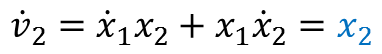 v̇₂ = ẋ₁x₂ + x₁ẋ₂ = x₂